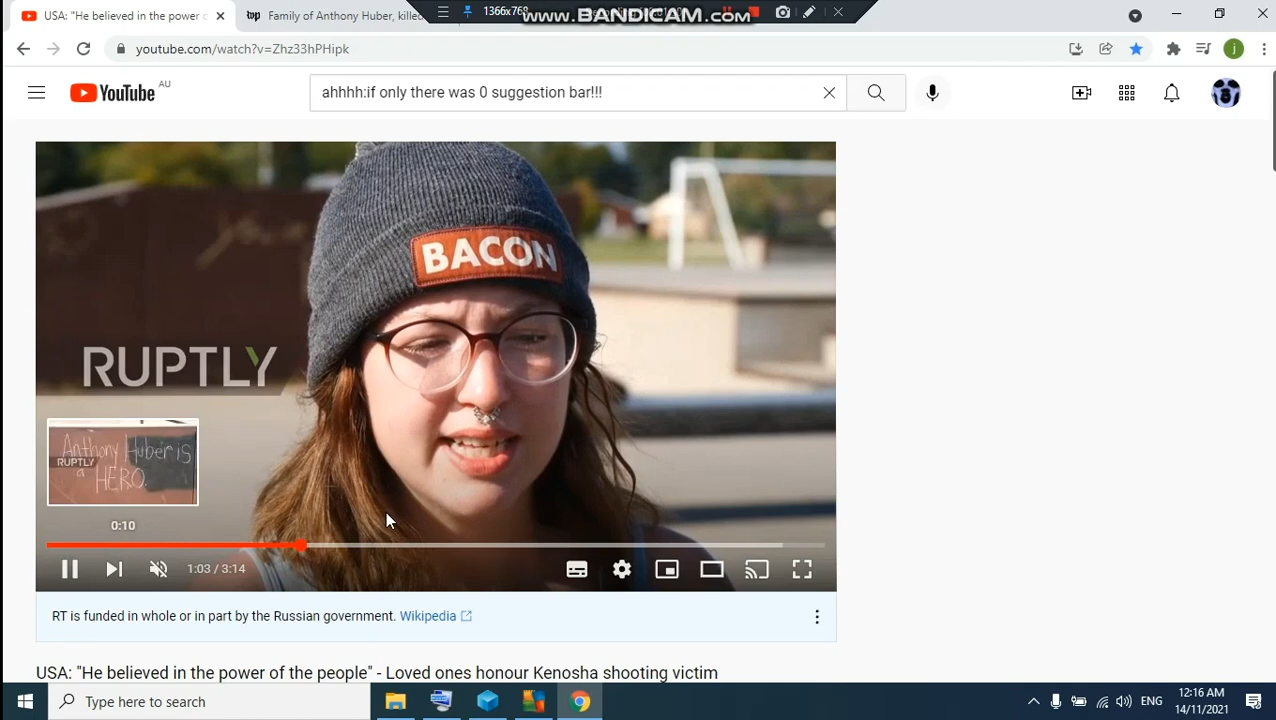 USA: "He believed in the power o
Family of Anthony Huber, killed
1366x768
www.BANDICAM.com
youtube.com/watch?v=Zhz33hPHipk
j
YouTube AU
ahhhh:if only there was 0 suggestion bar!!!
BACON
RUPTLY
Anthony Huber is
RUPTLY
a HERO.
0:10
1:03 / 3:14
RT is funded in whole or in part by the Russian government. Wikipedia
USA: "He believed in the power of the people" - Loved ones honour Kenosha shooting victim
Type here to search
ENG
12:16 AM
14/11/2021